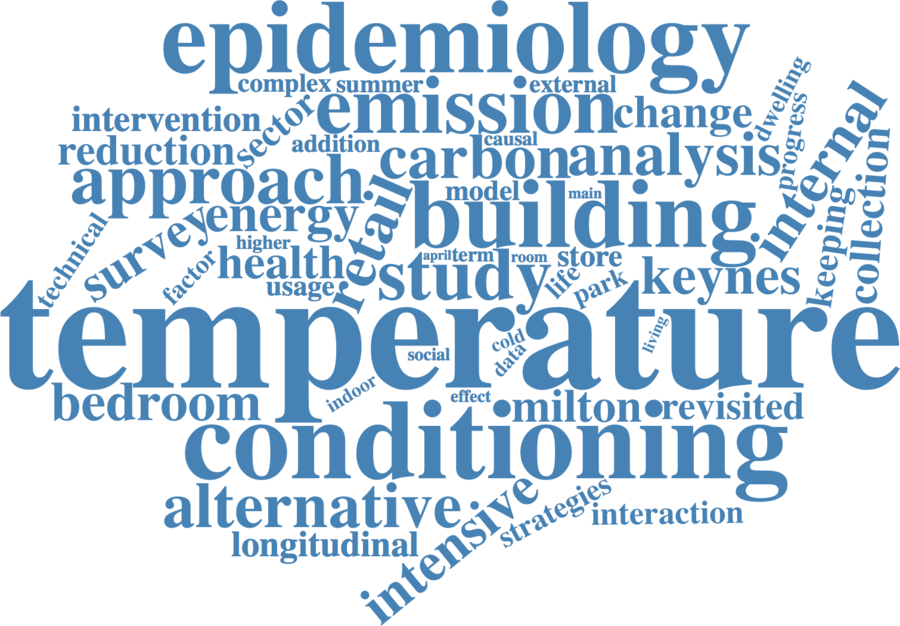 epidemiology
complex summer external
emission
intervention sector change dwelling
addition causal
reduction carbon analysis progress internal
approach retail model main
building collection
technical survey energy keeping
higher april term room store
factor health study life park keynes
usage
temperature
cold
social data living
indoor
bedroom effect milton revisited
conditioning
alternative intensive strategies interaction
longitudinal